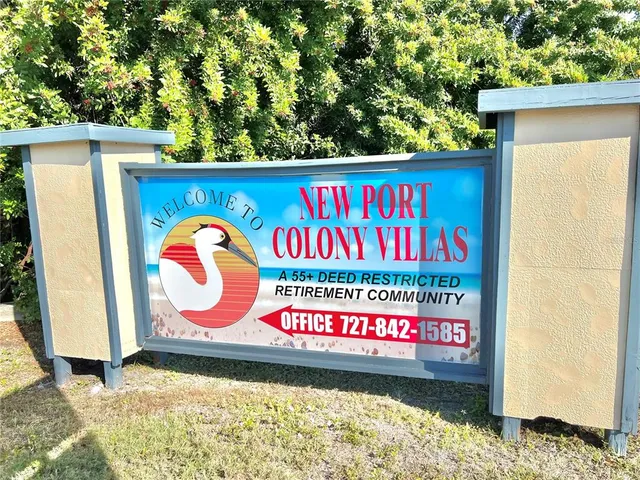 WELCOME TO
NEW PORT
COLONY VILLAS
A 55+ DEED RESTRICTED
RETIREMENT COMMUNITY
OFFICE 727-842-1585